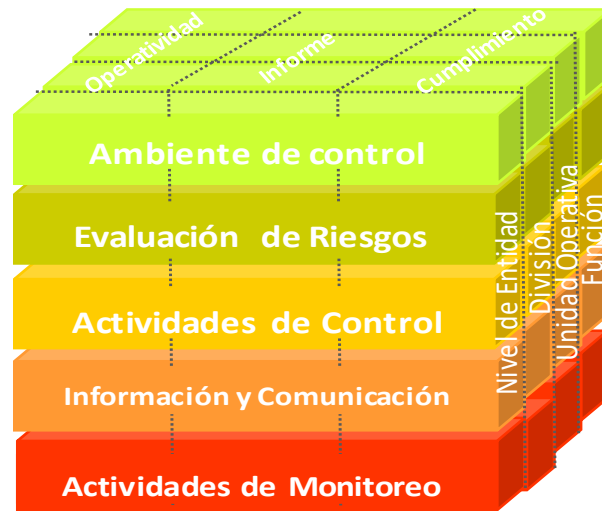 Operatividad
Informe
Cumplimiento
Ambiente de control
Evaluación de Riesgos
Actividades de Control
Información y Comunicación
Actividades de Monitoreo
Nivel de Entidad
División
Unidad Operativa
Función